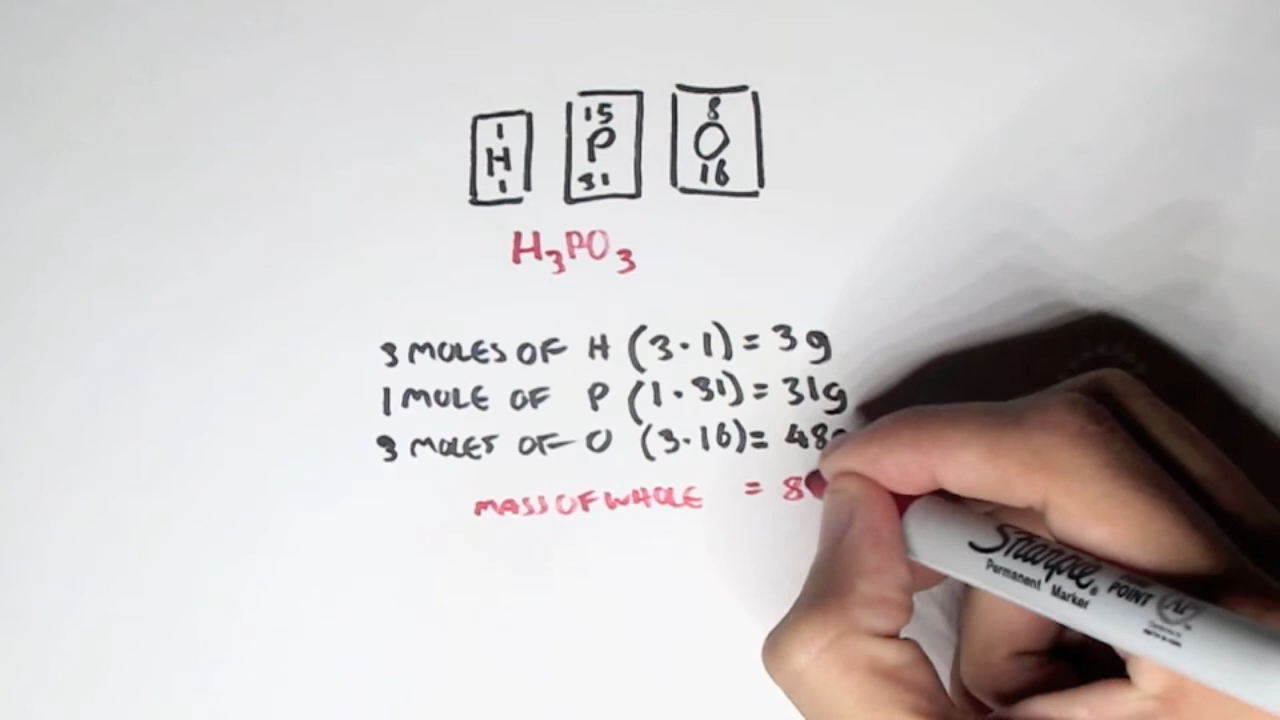 1 15 8
H P O
1 31 16
H₃PO₃
3 MOLES OF H (3·1) = 3g
1 MOLE OF P (1·31) = 31g
3 MOLES OF O (3·16) = 48
MASS OF WHOLE = 8
Sharpie®
Permanent Marker
POINT